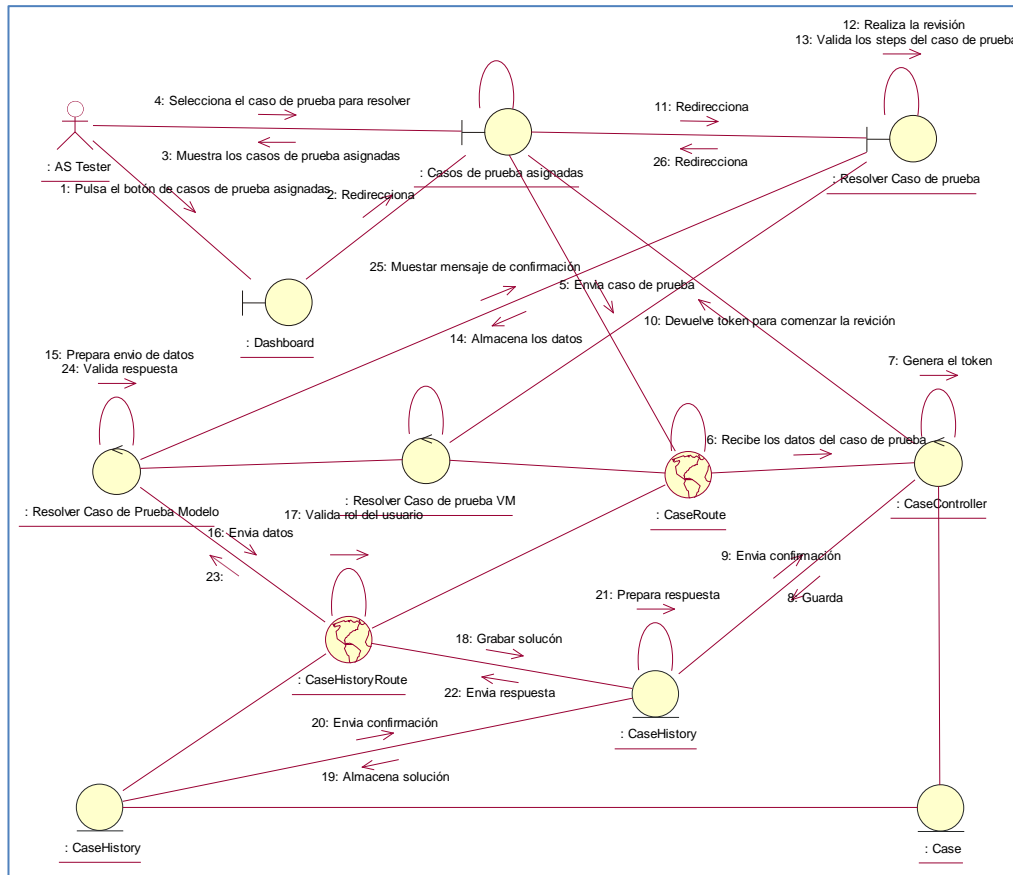 12: Realiza la revisión
13: Valida los steps del caso de prueba
4: Selecciona el caso de prueba para resolver
11: Redirecciona
3: Muestra los casos de prueba asignadas
26: Redirecciona
: AS Tester
: Casos de prueba asignadas
: Resolver Caso de prueba
1: Pulsa el botón de casos de prueba asignadas
2: Redirecciona
25: Muestar mensaje de confirmación
5: Envia caso de prueba
10: Devuelve token para comenzar la revición
14: Almacena los datos
: Dashboard
15: Prepara envio de datos
24: Valida respuesta
7: Genera el token
6: Recibe los datos del caso de prueba
: Resolver Caso de prueba VM
: Resolver Caso de Prueba Modelo
: CaseRoute
: CaseController
17: Valida rol del usuario
16: Envia datos
23:
9: Envia confirmación
8: Guarda
21: Prepara respuesta
18: Grabar solucón
: CaseHistoryRoute
22: Envia respuesta
20: Envia confirmación
: CaseHistory
19: Almacena solución
: CaseHistory
: Case